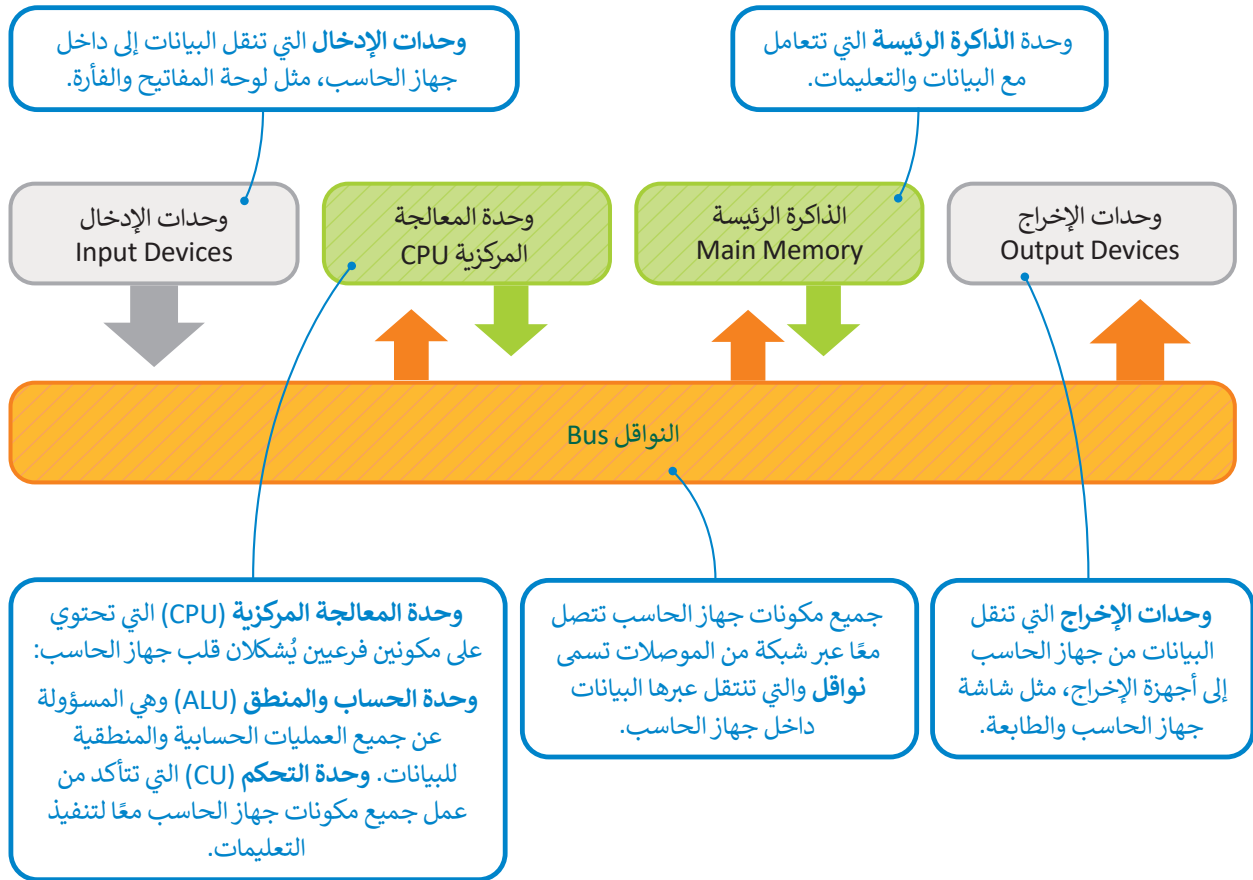 وحدة الذاكرة الرئيسة التي تتعامل
مع البيانات والتعليمات.
وحدات الإدخال التي تنقل البيانات إلى داخل
جهاز الحاسب، مثل لوحة المفاتيح والفأرة.
وحدات الإخراج
Output Devices
الذاكرة الرئيسة
Main Memory
وحدة المعالجة
المركزية CPU
وحدات الإدخال
Input Devices
النواقل Bus
وحدات الإخراج التي تنقل
البيانات من جهاز الحاسب
إلى أجهزة الإخراج، مثل شاشة
جهاز الحاسب والطابعة.
جميع مكونات جهاز الحاسب تتصل
معًا عبر شبكة من الموصلات تسمى
نواقل والتي تنتقل عبرها البيانات
داخل جهاز الحاسب.
وحدة المعالجة المركزية (CPU) التي تحتوي
على مكونين فرعيين يُشكلان قلب جهاز الحاسب:
وحدة الحساب والمنطق (ALU) وهي المسؤولة
عن جميع العمليات الحسابية والمنطقية
للبيانات. وحدة التحكم (CU) التي تتأكد من
عمل جميع مكونات جهاز الحاسب معًا لتنفيذ
التعليمات.